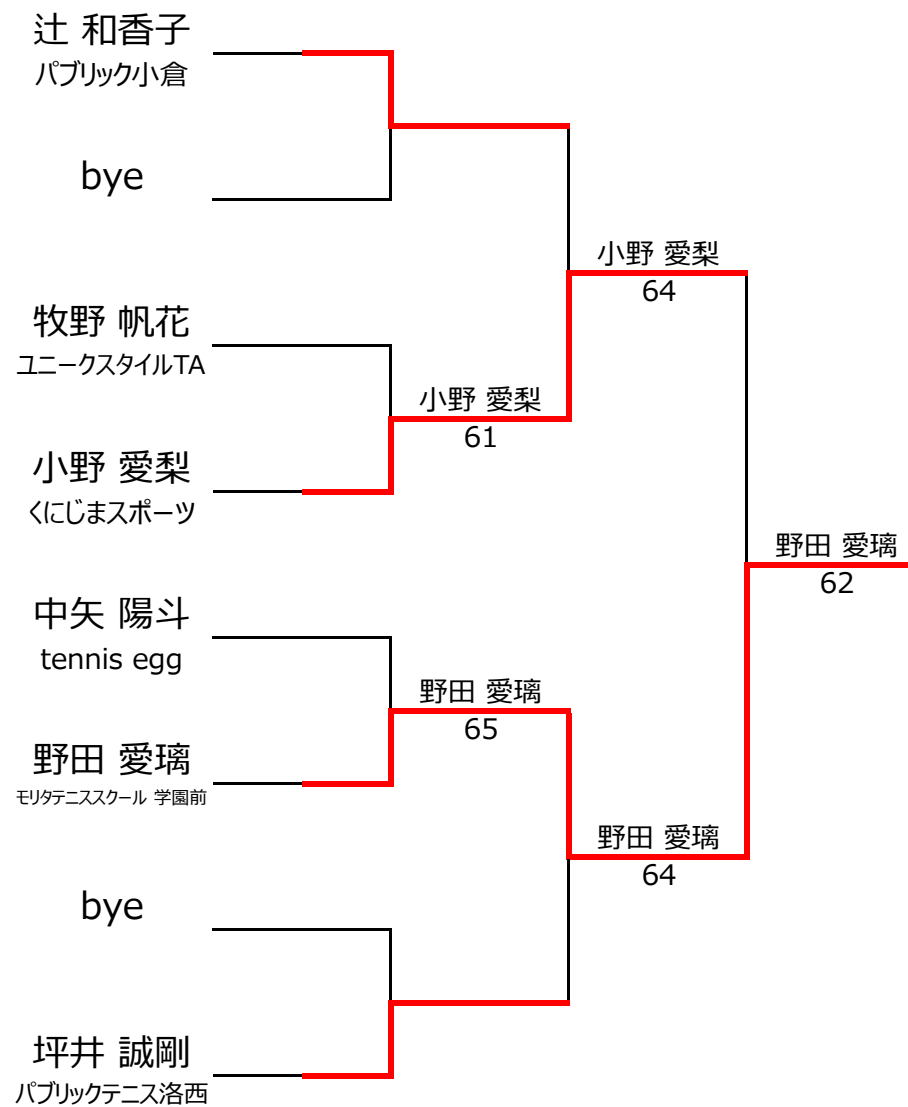 辻 和香子
パブリック小倉
bye
牧野 帆花
ユニークスタイルTA
小野 愛梨
くにじまスポーツ
中矢 陽斗
tennis egg
野田 愛璃
モリタテニススクール 学園前
bye
坪井 誠剛
パブリックテニス洛西
小野 愛梨
61
野田 愛璃
65
小野 愛梨
64
野田 愛璃
64
野田 愛璃
62